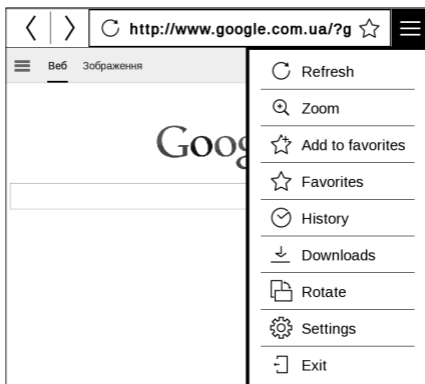 http://www.google.com.ua/?g
Веб Зображення
Goog
Refresh
Zoom
Add to favorites
Favorites
History
Downloads
Rotate
Settings
Exit